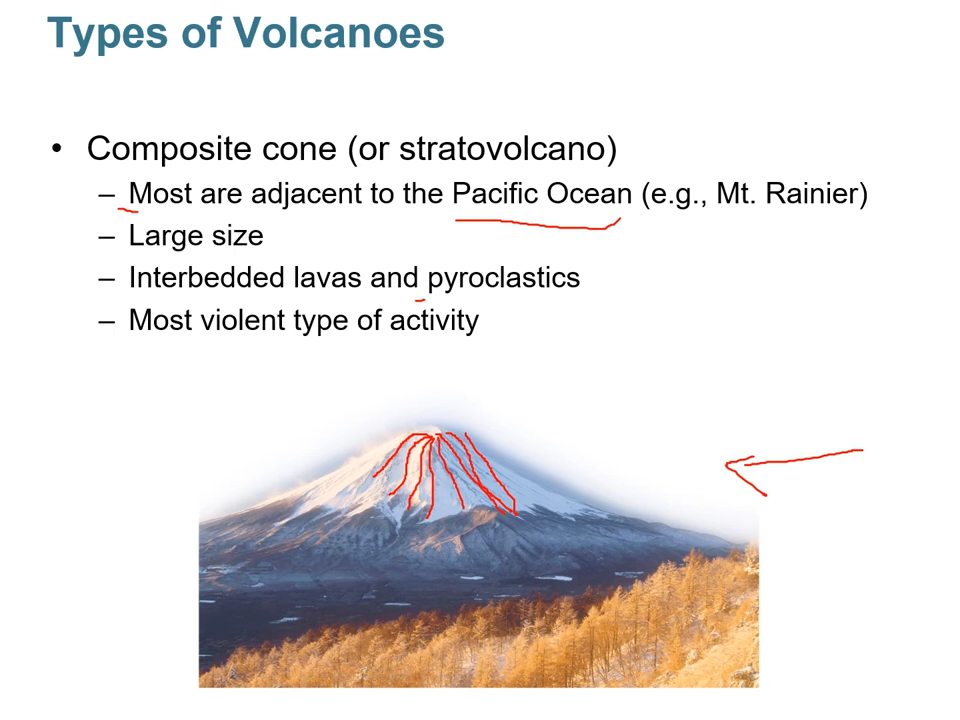 Types of Volcanoes
• Composite cone (or stratovolcano)
– Most are adjacent to the Pacific Ocean (e.g., Mt. Rainier)
– Large size
– Interbedded lavas and pyroclastics
– Most violent type of activity